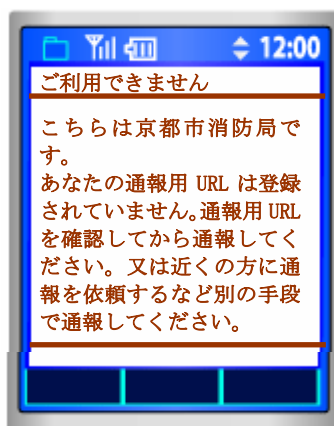 12:00
ご利用できません
こちらは京都市消防局で
す。
あなたの通報用 URL は登録
されていません。通報用 URL
を確認してから通報してく
ださい。又は近くの方に通
報を依頼するなど別の手段
で通報してください。